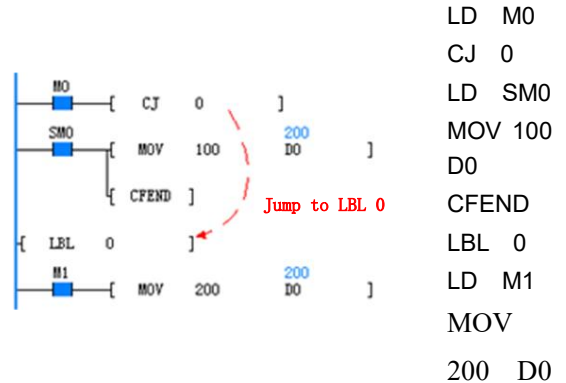 M0
CJ 0 ]
SM0
200
MOV 100 D0 ]
CFEND ]
Jump to LBL 0
LBL 0 ]
M1
200
MOV 200 D0 ]
LD M0
CJ 0
LD SM0
MOV 100
D0
CFEND
LBL 0
LD M1
MOV
200 D0